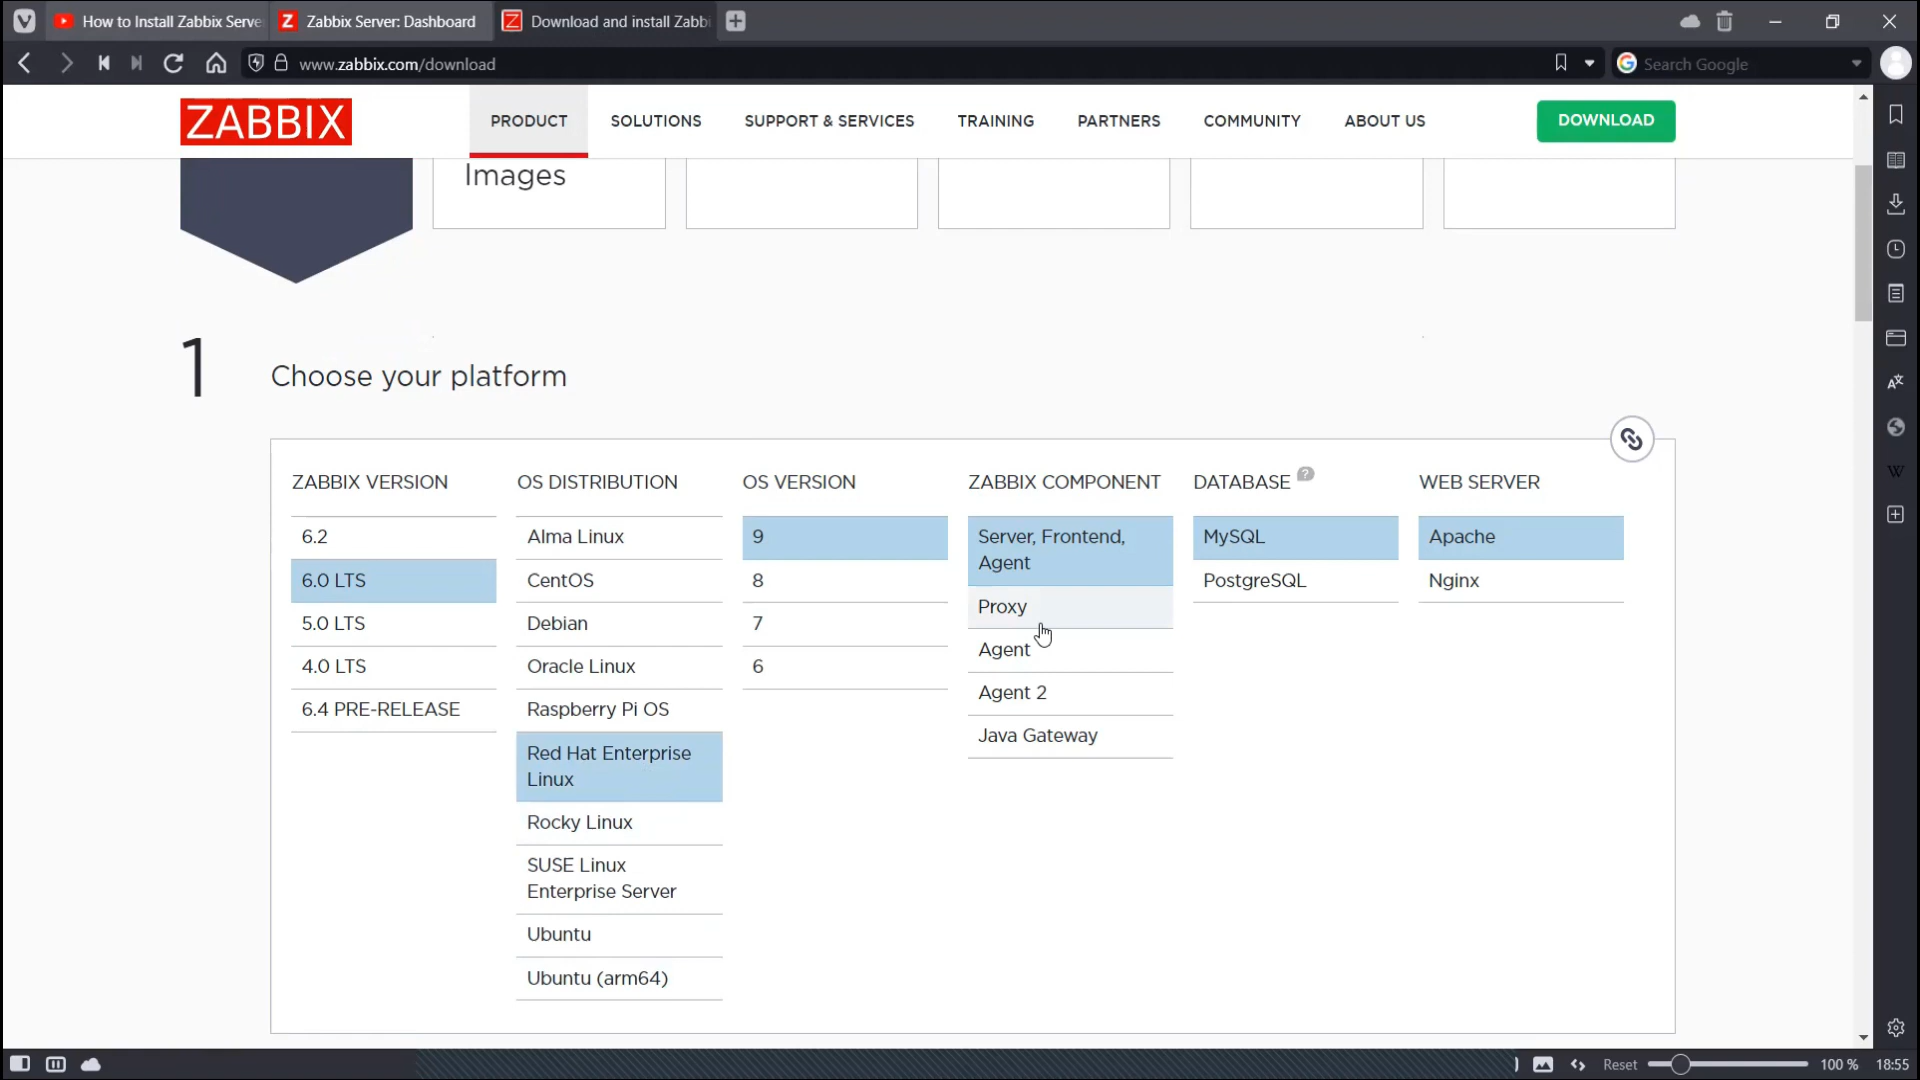 How to Install Zabbix Serve
Zabbix Server: Dashboard
Download and install Zabbi
www.zabbix.com/download
Search Google
ZABBIX
PRODUCT
SOLUTIONS
SUPPORT & SERVICES
TRAINING
PARTNERS
COMMUNITY
ABOUT US
DOWNLOAD
Images
1
Choose your platform
ZABBIX VERSION
6.2
6.0 LTS
5.0 LTS
4.0 LTS
6.4 PRE-RELEASE
OS DISTRIBUTION
Alma Linux
CentOS
Debian
Oracle Linux
Raspberry Pi OS
Red Hat Enterprise
Linux
Rocky Linux
SUSE Linux
Enterprise Server
Ubuntu
Ubuntu (arm64)
OS VERSION
9
8
7
6
ZABBIX COMPONENT
Server, Frontend,
Agent
Proxy
Agent
Agent 2
Java Gateway
DATABASE ?
MySQL
PostgreSQL
WEB SERVER
Apache
Nginx
Reset
100 %
18:55